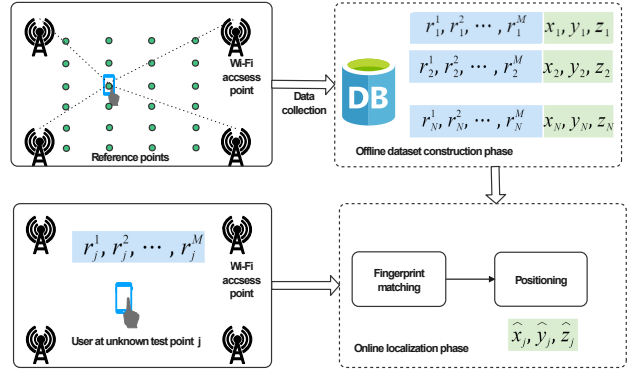 Wi-Fi
accsess
point
Reference points
Data
collection
DB
r_1^1, r_1^2, ⋯, r_1^M x_1, y_1, z_1
r_2^1, r_2^2, ⋯, r_2^M x_2, y_2, z_2
r_N^1, r_N^2, ⋯, r_N^M x_N, y_N, z_N
Offline dataset construction phase
r_j^1, r_j^2, ⋯, r_j^M
Wi-Fi
accsess
point
User at unknown test point j
Fingerprint
matching
Positioning
x̂_j, ŷ_j, ẑ_j
Online localization phase